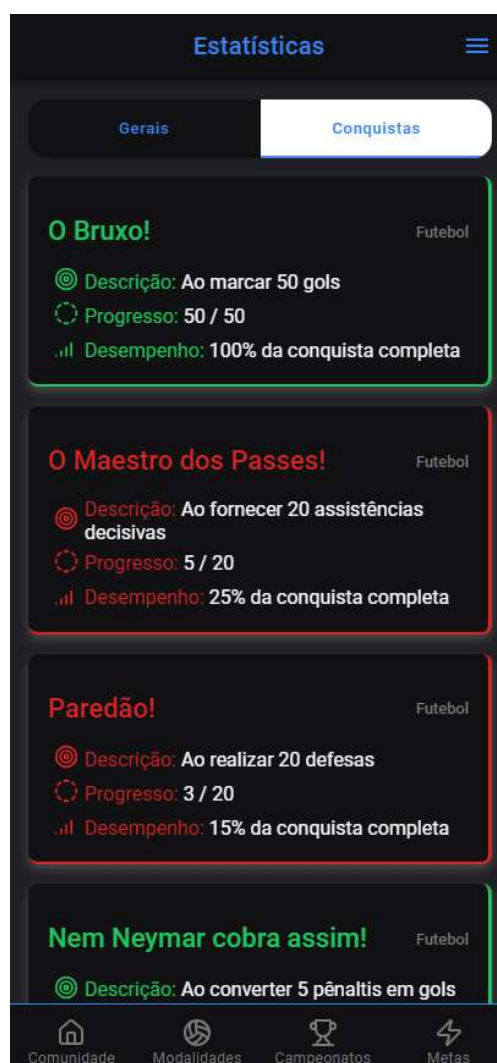 Estatísticas
Gerais
Conquistas
O Bruxo!
Futebol
Descrição: Ao marcar 50 gols
Progresso: 50 / 50
Desempenho: 100% da conquista completa
O Maestro dos Passes!
Futebol
Descrição: Ao fornecer 20 assistências
decisivas
Progresso: 5 / 20
Desempenho: 25% da conquista completa
Paredão!
Futebol
Descrição: Ao realizar 20 defesas
Progresso: 3 / 20
Desempenho: 15% da conquista completa
Nem Neymar cobra assim!
Futebol
Descrição: Ao converter 5 pênaltis em gols
Comunidade
Modalidades
Campeonatos
Metas